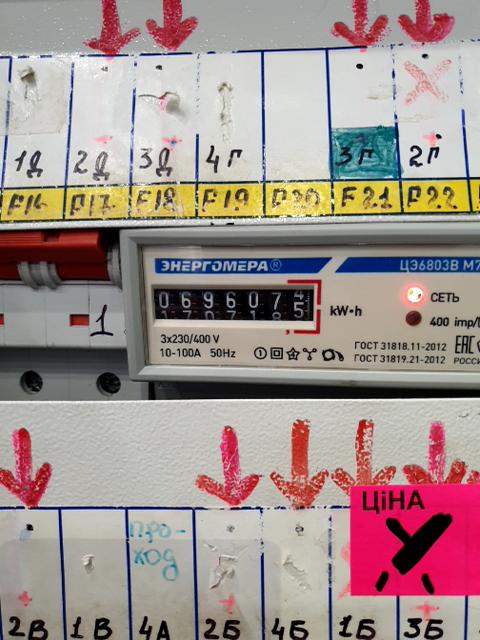 1Д 2Д 3Д 4Г 3Г 2Г
F16 F17 F18 F19 F20 F21 F22
ЭНЕРГОМЕРА® ЦЭ6803В М7
0696075
kW•h
СЕТЬ
400 imp/
1
3x230/400 V
10-100A 50Hz
ГОСТ 31818.11-2012
ГОСТ 31819.21-2012
ЕАС
ЦіНА
ПРО-
ХОД
2В 1В 4А 2Б 4Б 1Б 3Б